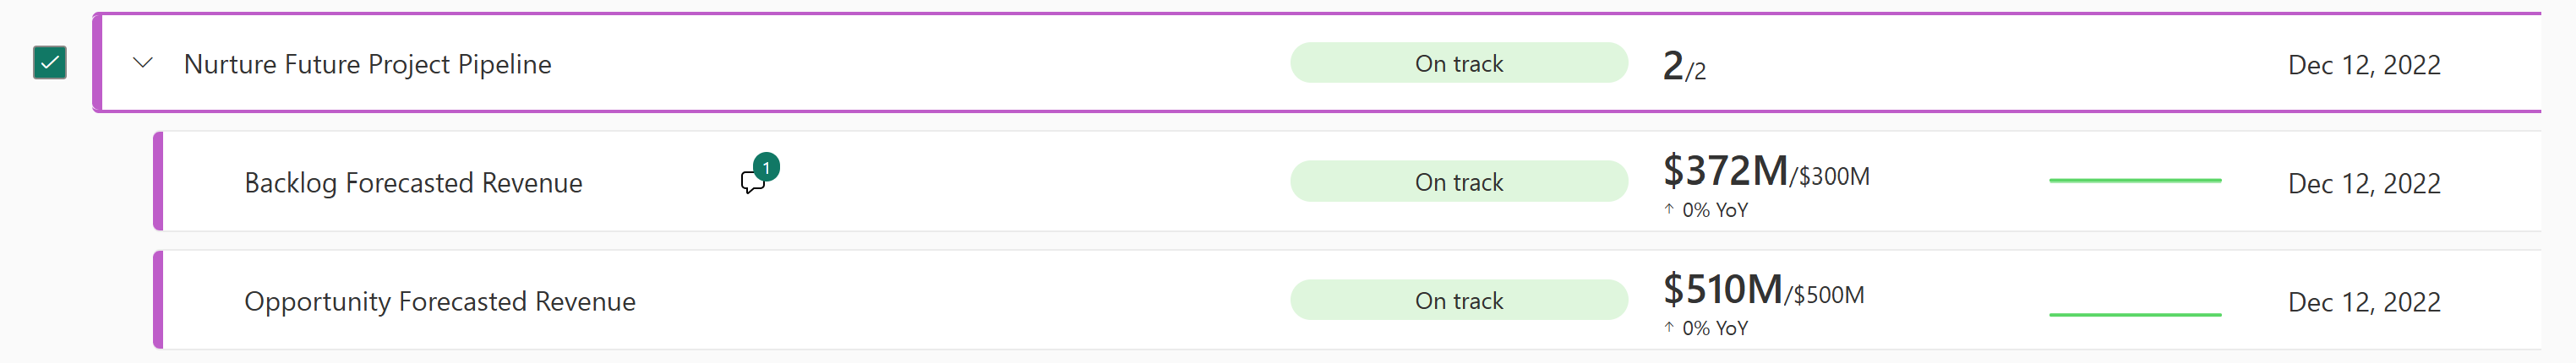 Nurture Future Project Pipeline On track 2/2 Dec 12, 2022
Backlog Forecasted Revenue 1 On track $372M/$300M Dec 12, 2022
↑ 0% YoY
Opportunity Forecasted Revenue On track $510M/$500M Dec 12, 2022
↑ 0% YoY